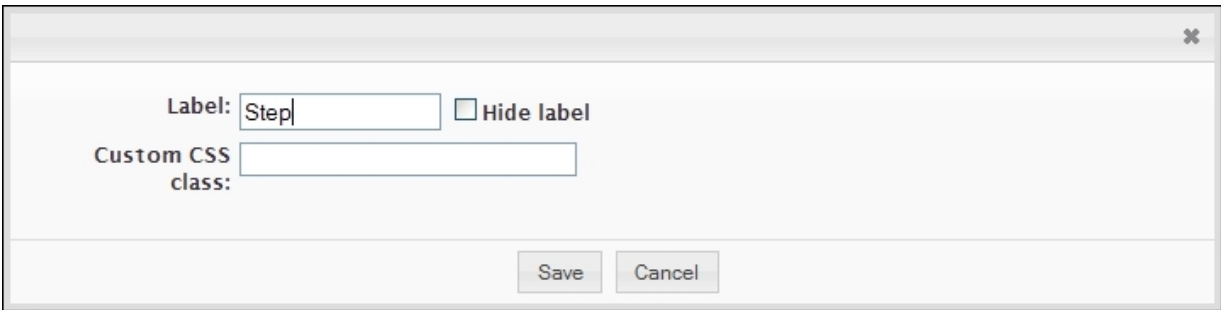 Label: Step Hide label
Custom CSS
class:
Save Cancel